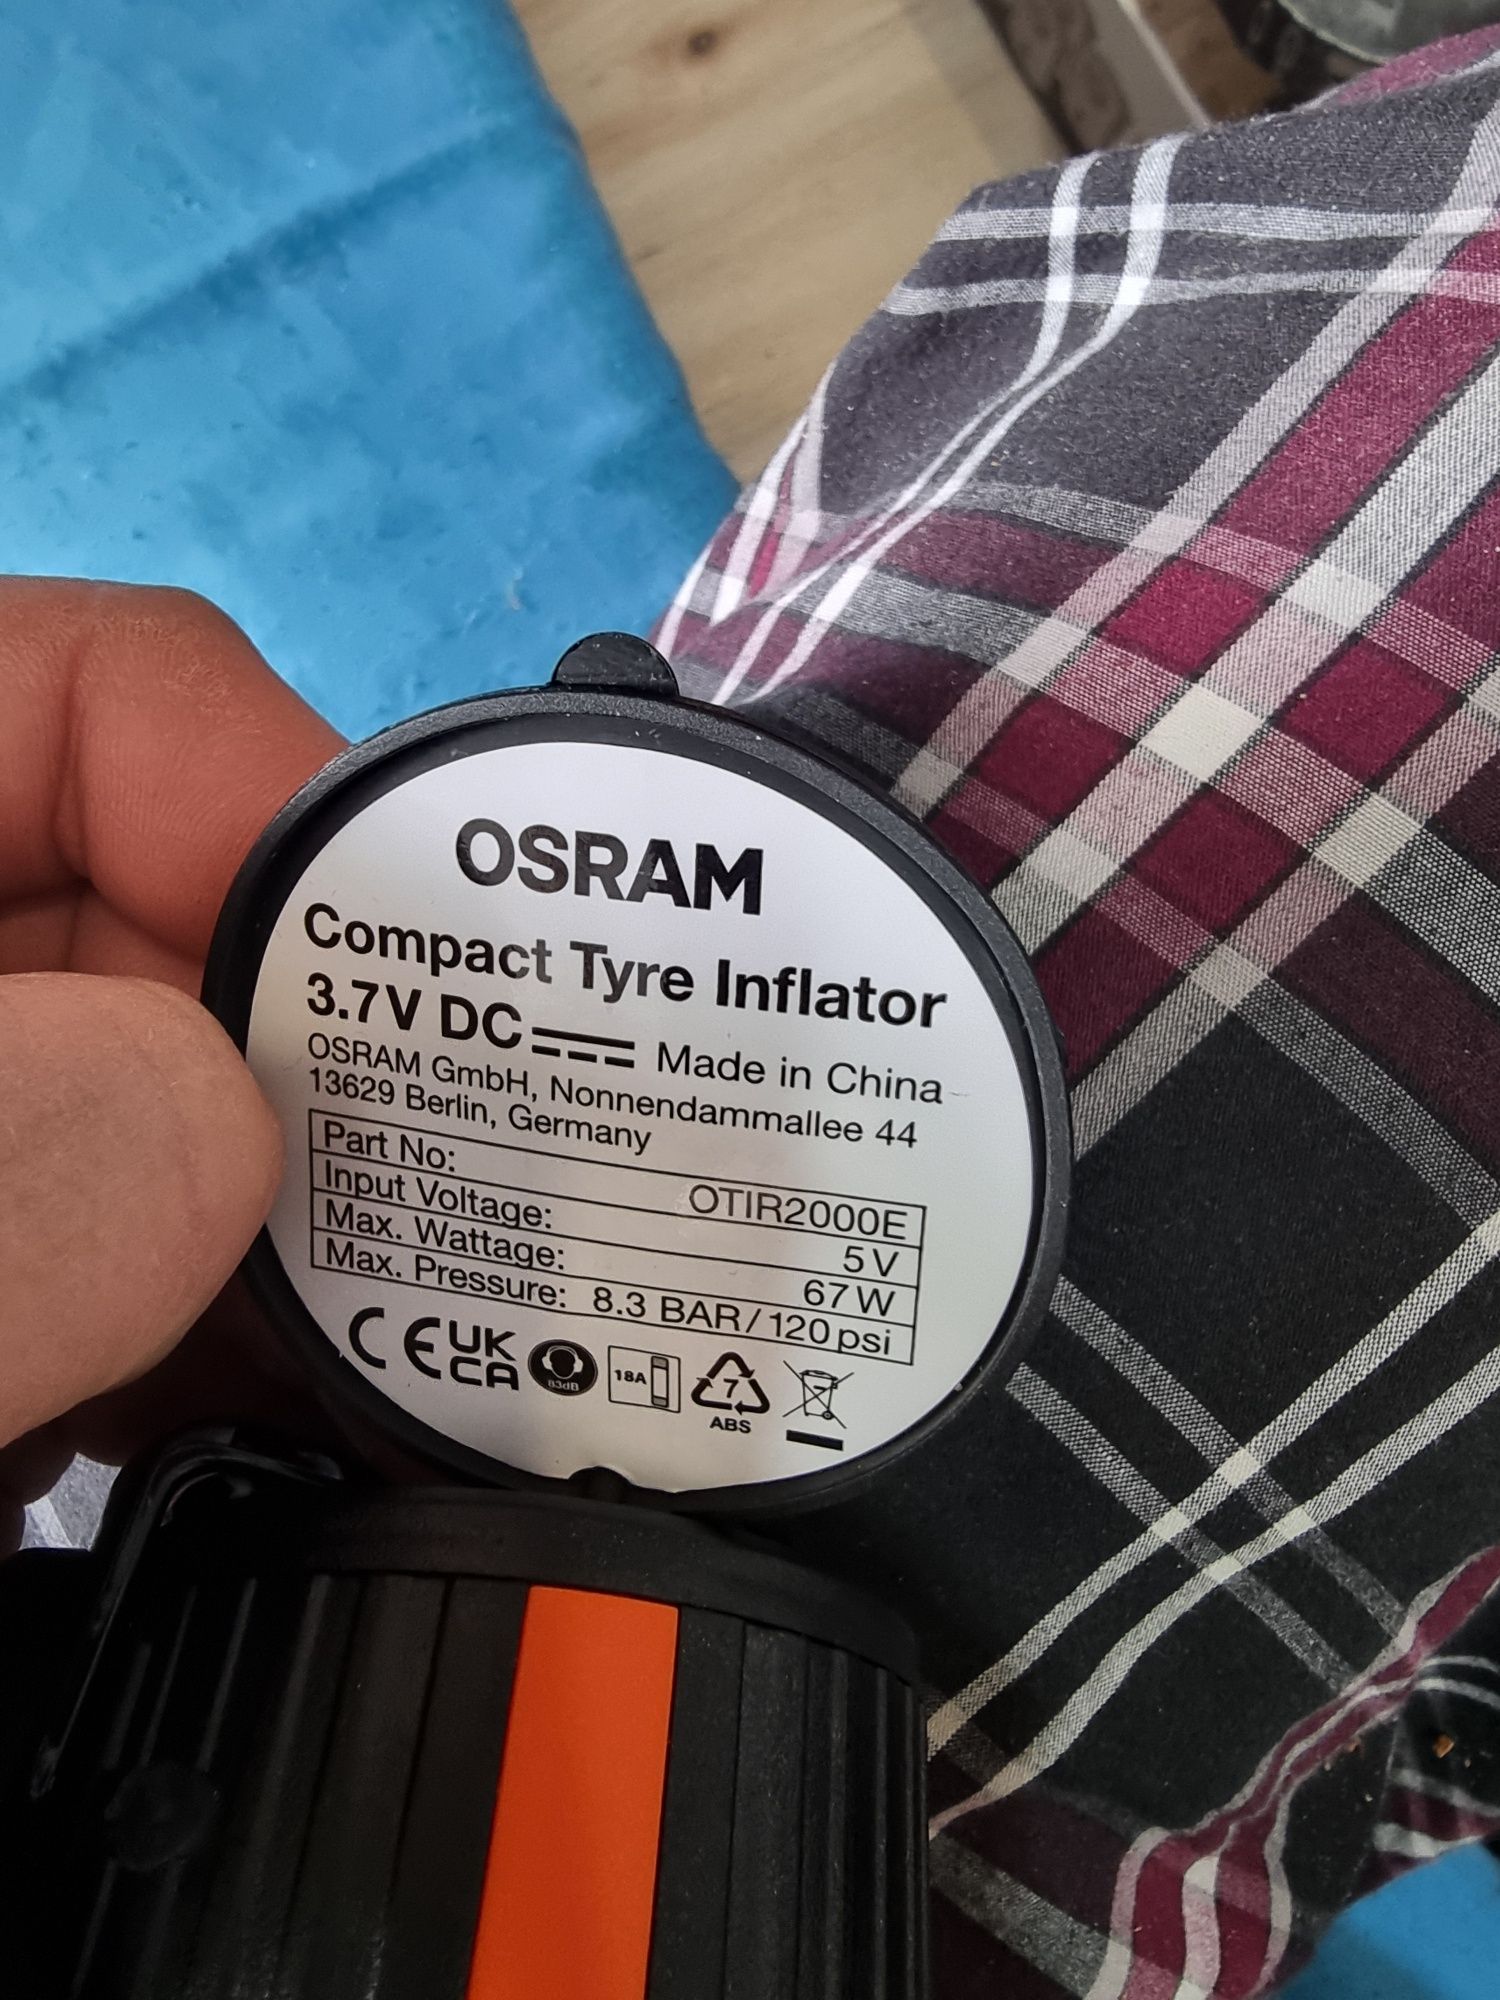 OSRAM
Compact Tyre Inflator
3.7V DC Made in China
OSRAM GmbH, Nonnendammallee 44
13629 Berlin, Germany
Part No: OTIR2000E
Input Voltage: 5 V
Max. Wattage: 67 W
Max. Pressure: 8.3 BAR / 120 psi
CE UK CA 83dB 18A 7
ABS